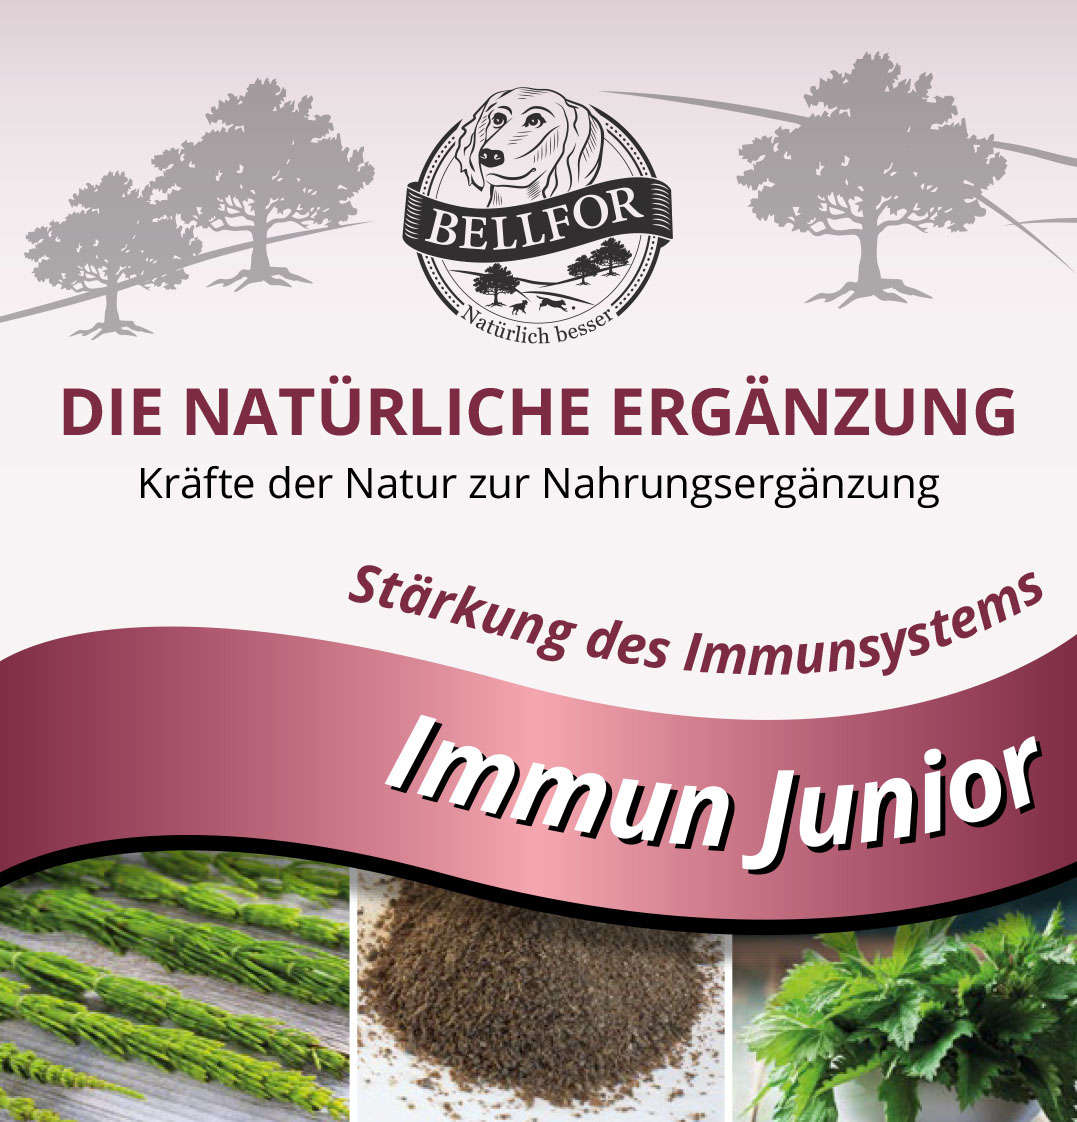 BELLFOR
Natürlich besser
DIE NATÜRLICHE ERGÄNZUNG
Kräfte der Natur zur Nahrungsergänzung
Stärkung des Immunsystems
Immun Junior